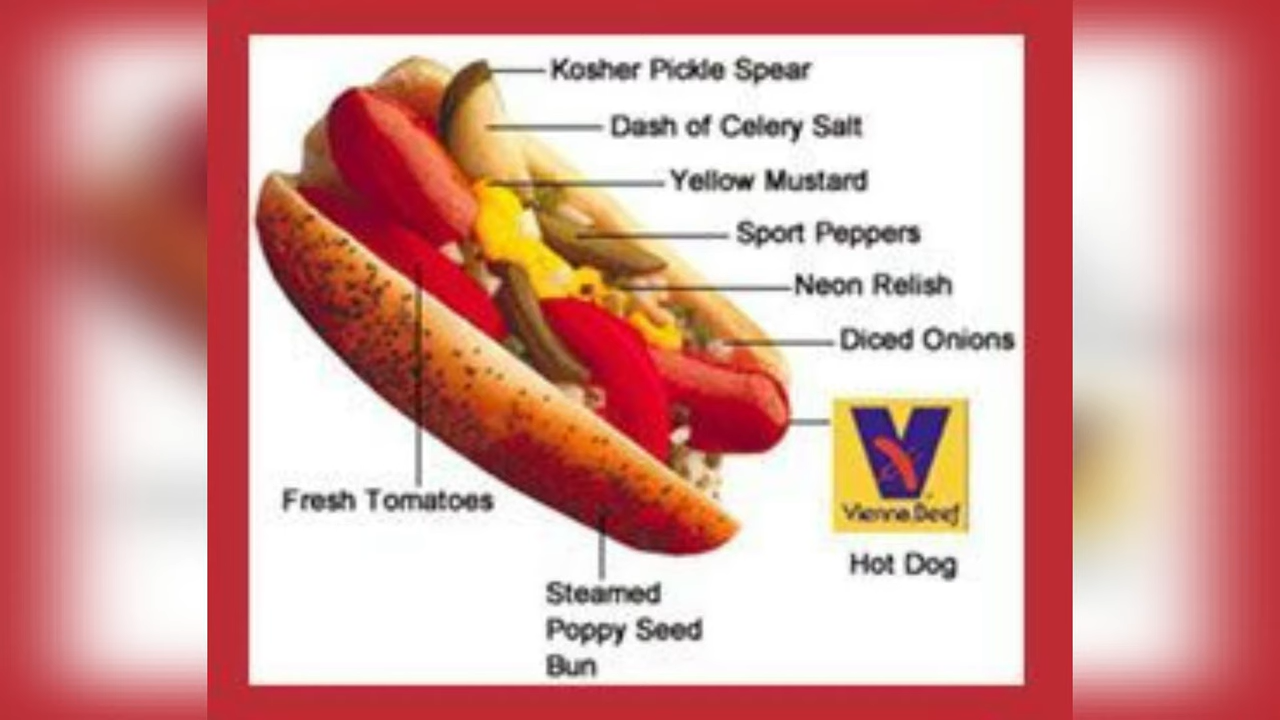 Kosher Pickle Spear
Dash of Celery Salt
Yellow Mustard
Sport Peppers
Neon Relish
Diced Onions
V
Vienna Beef
Hot Dog
Fresh Tomatoes
Steamed
Poppy Seed
Bun